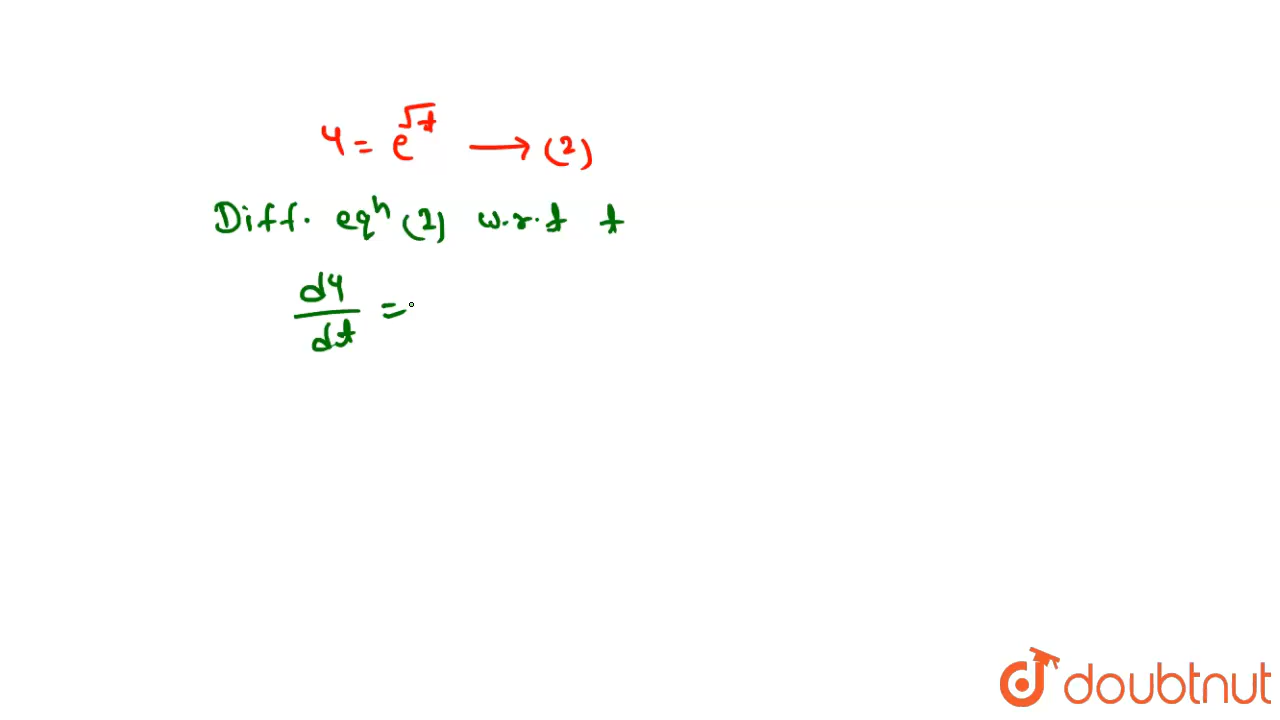 y = e^√t → (2)
Diff. eqⁿ (2) w.r.t t
dy/dt =
doubtnut